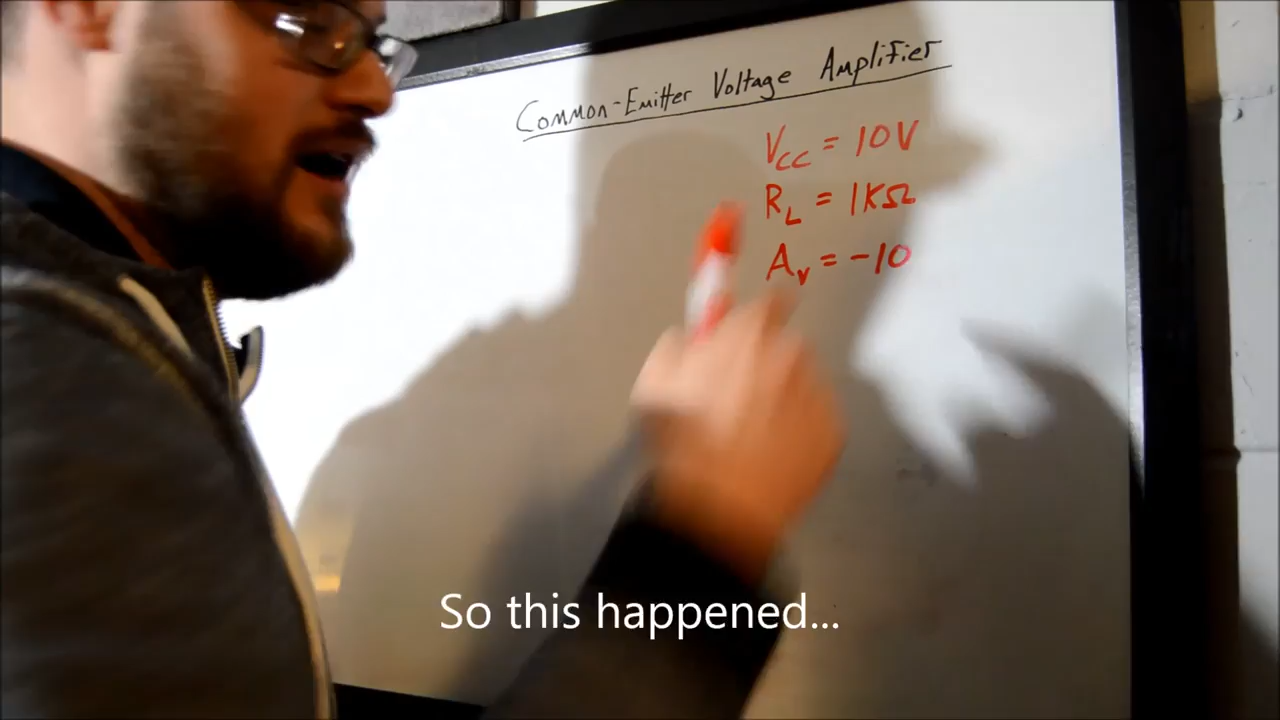 Common-Emitter Voltage Amplifier
Vcc = 10V
RL = 1KΩ
Av = -10
So this happened...